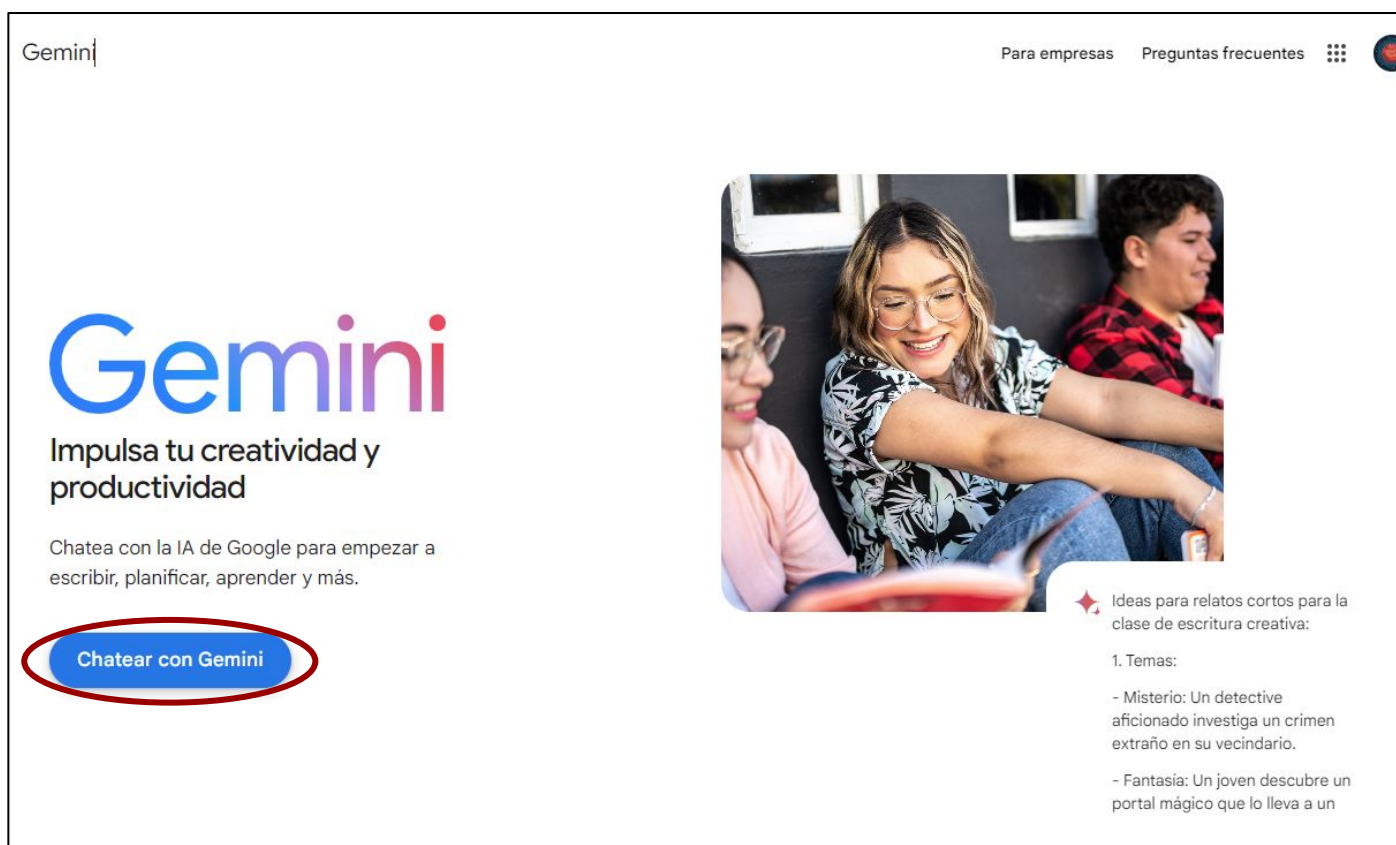 Gemini
Para empresas Preguntas frecuentes
Gemini
Impulsa tu creatividad y
productividad
Chatea con la IA de Google para empezar a
escribir, planificar, aprender y más.
Chatear con Gemini
Ideas para relatos cortos para la
clase de escritura creativa:
1. Temas:
- Misterio: Un detective
aficionado investiga un crimen
extraño en su vecindario.
- Fantasía: Un joven descubre un
portal mágico que lo lleva a un